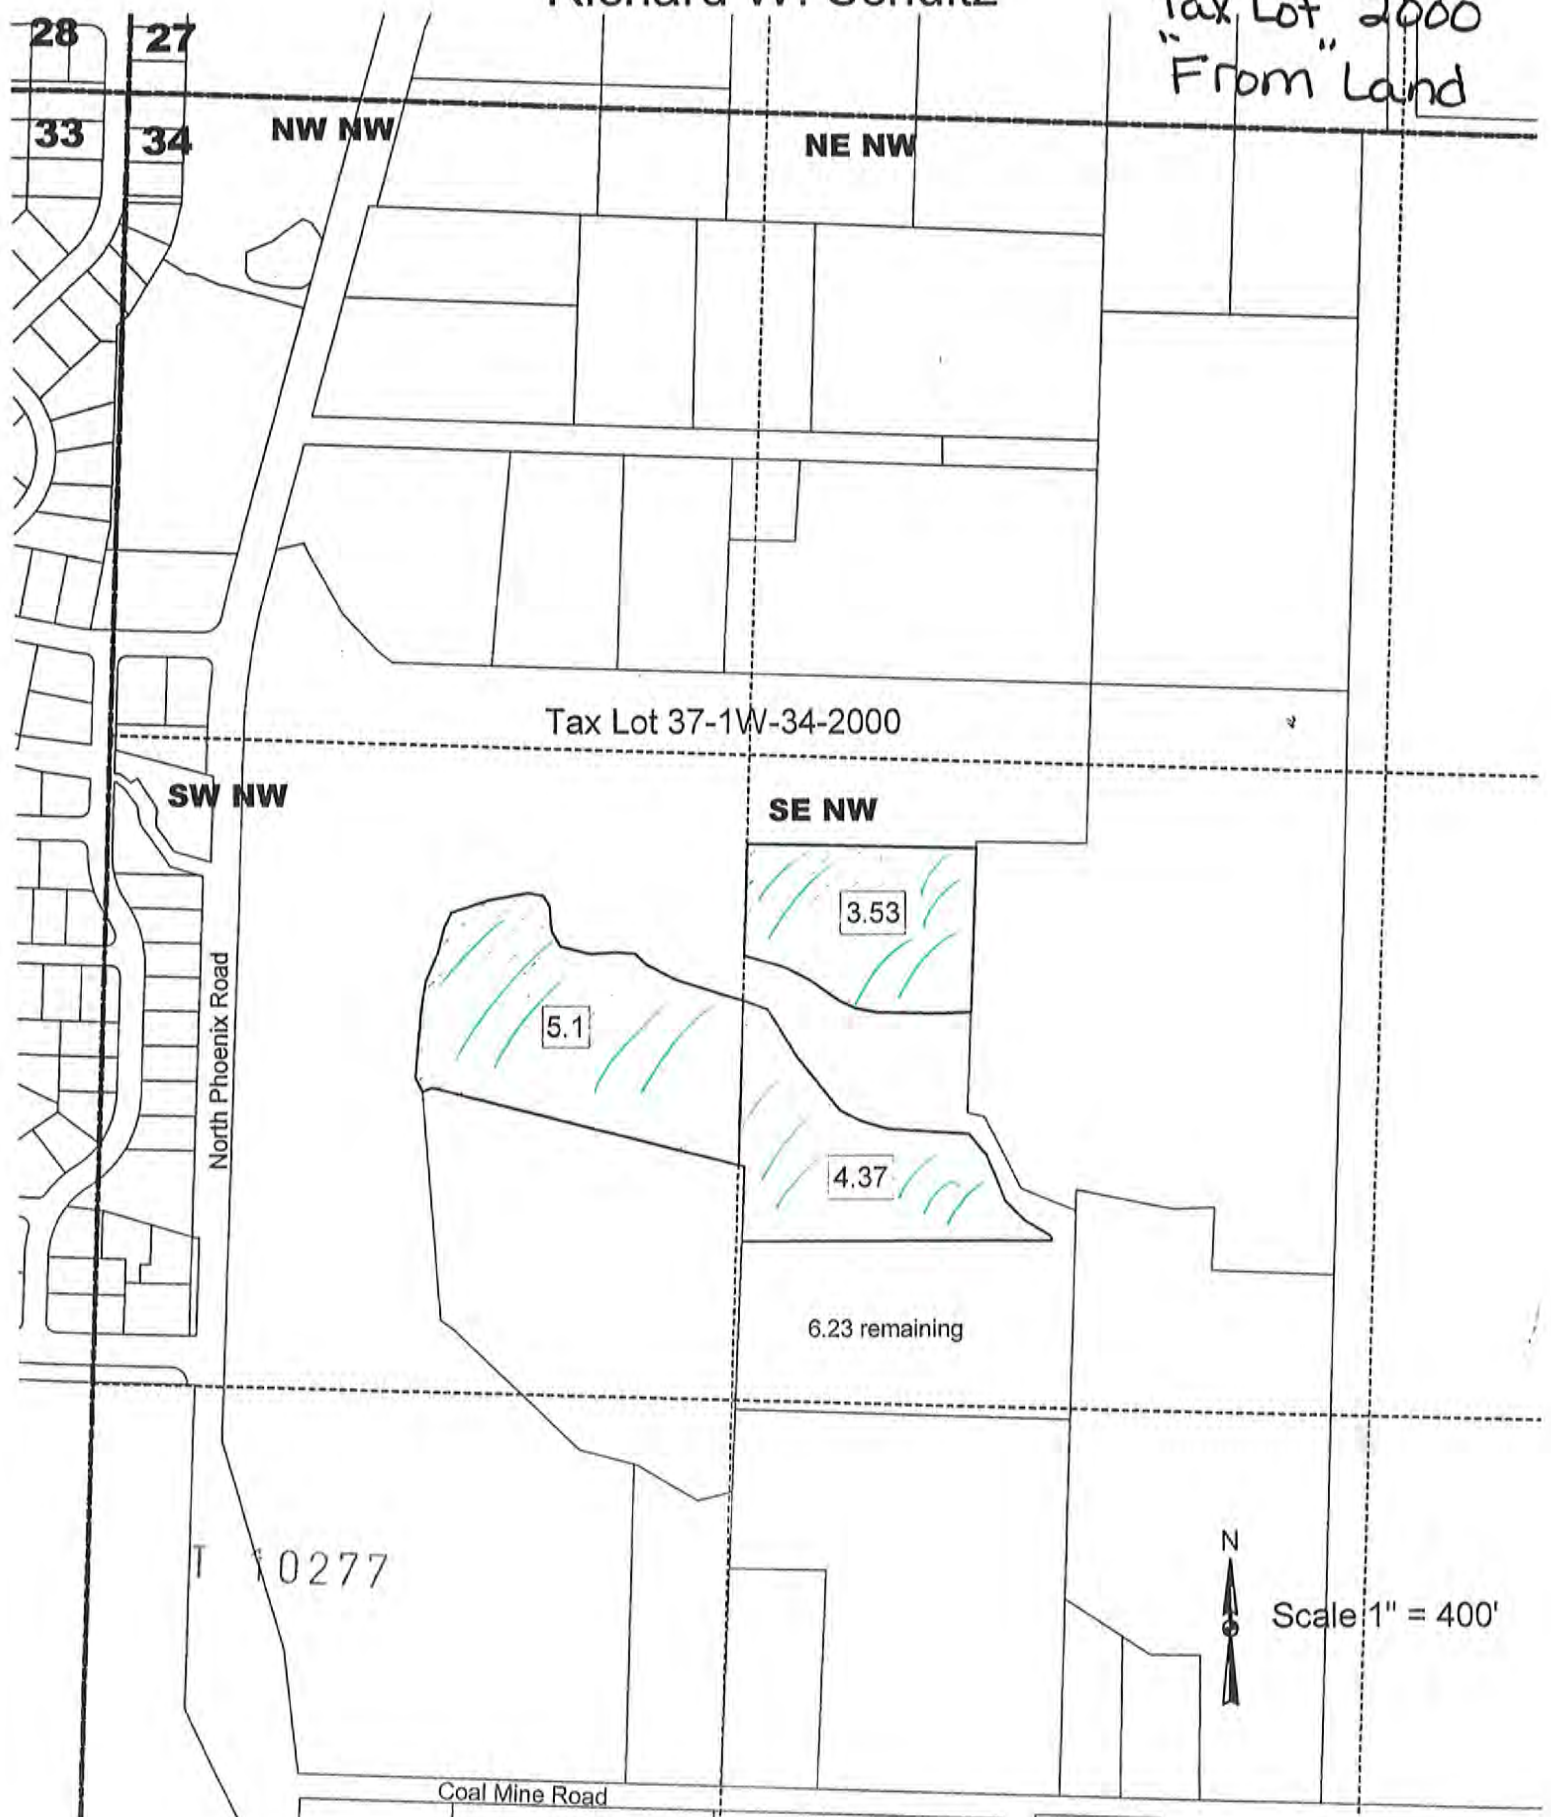 Tax Lot 2000
"From" Land
28
27
33
34
NW NW
NE NW
Tax Lot 37-1W-34-2000
SW NW
SE NW
3.53
5.1
North Phoenix Road
4.37
6.23 remaining
T 10277
N
Scale 1" = 400'
Coal Mine Road